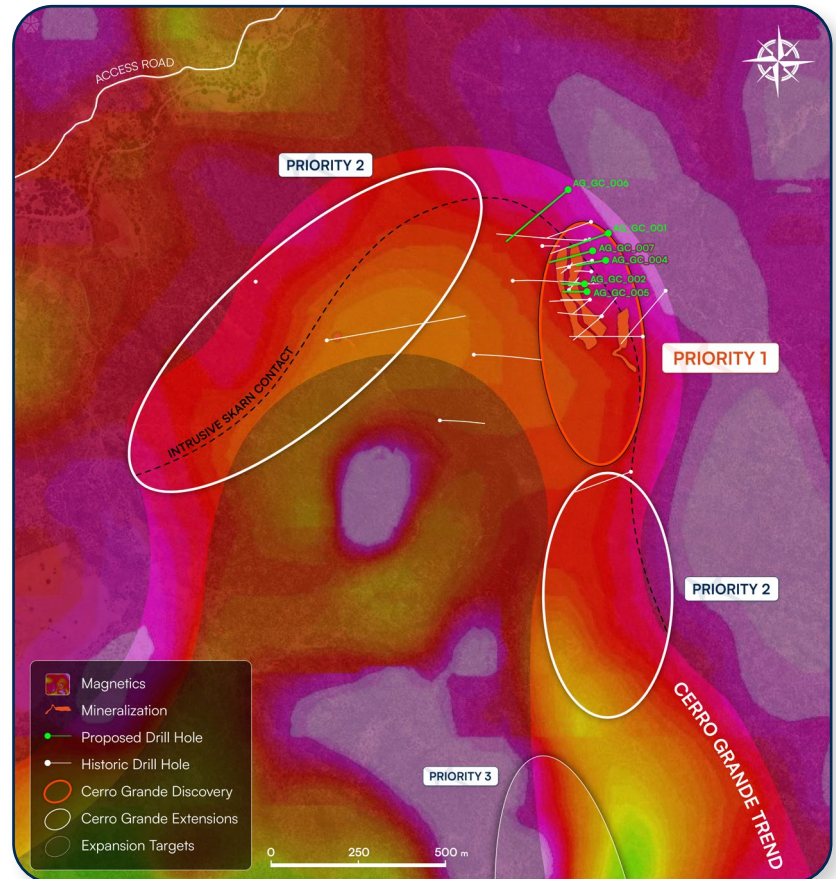 ACCESS ROAD
PRIORITY 2
AG_GC_006
AG_GC_001
AG_GC_007
AG_GC_004
AG_GC_002
AG_GC_005
PRIORITY 1
INTRUSIVE SKARN CONTACT
PRIORITY 2
CERRO GRANDE TREND
PRIORITY 3
Magnetics
Mineralization
Proposed Drill Hole
Historic Drill Hole
Cerro Grande Discovery
Cerro Grande Extensions
Expansion Targets
0 250 500 m